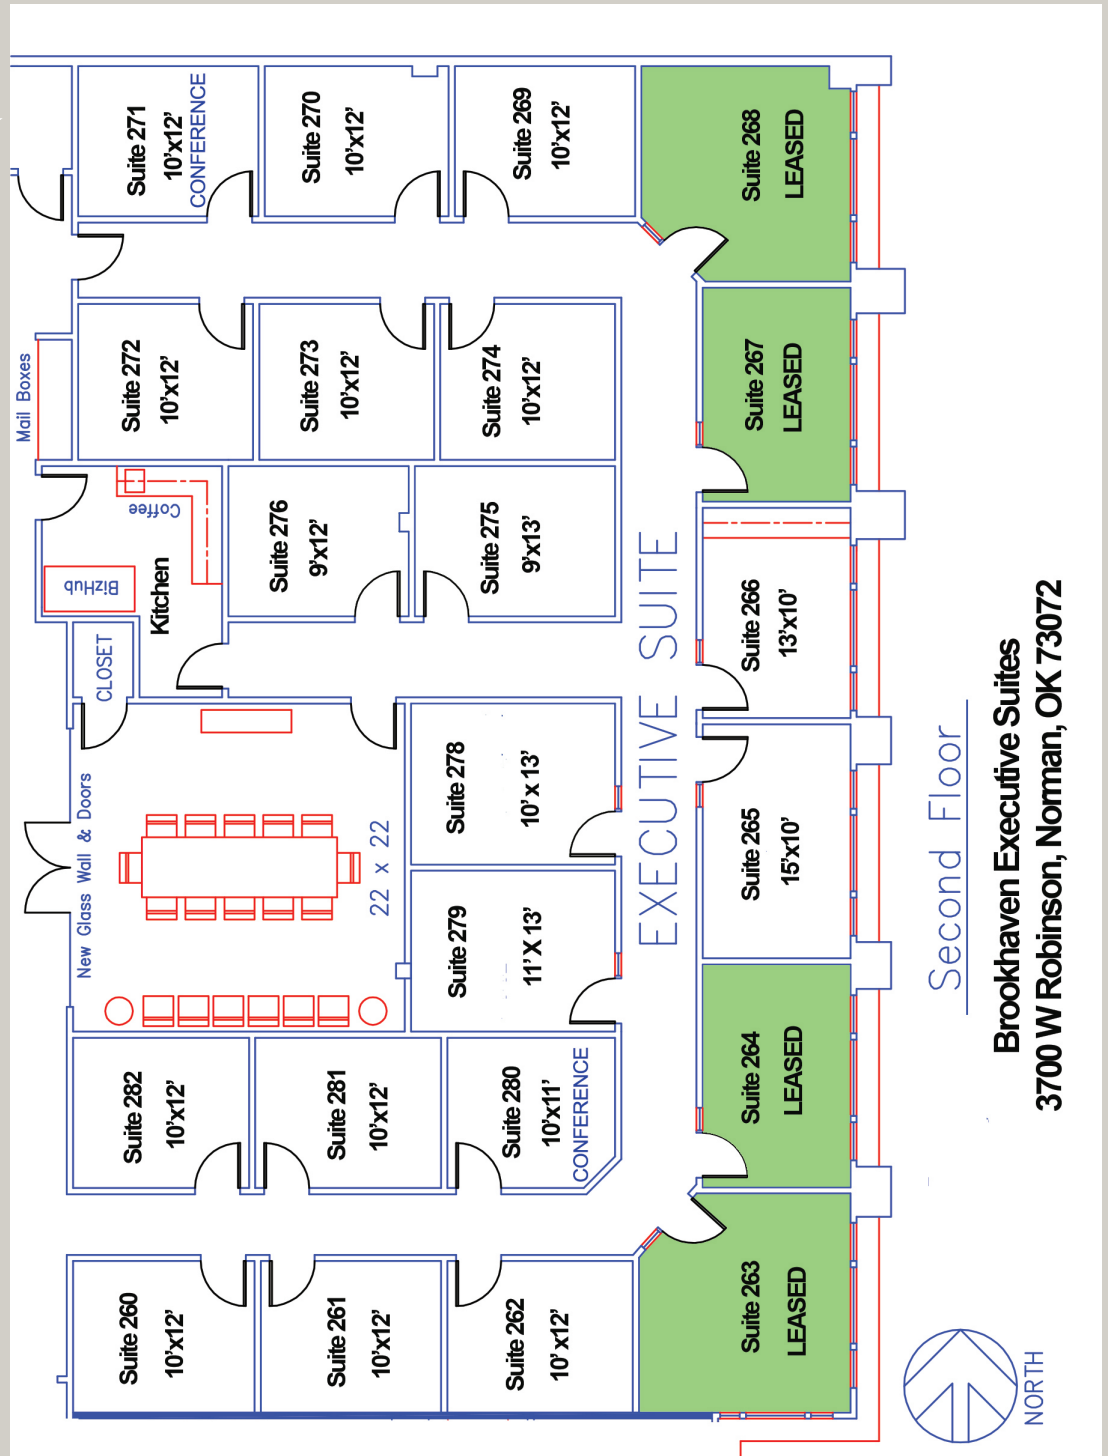 Suite 271
10'x12'
CONFERENCE
Suite 270
10'x12'
Suite 269
10'x12'
Suite 268
LEASED
Mail Boxes
Suite 272
10'x12'
Suite 273
10'x12'
Suite 274
10'x12'
Suite 267
LEASED
Coffee
BizHub
Kitchen
CLOSET
Suite 276
9'x12'
Suite 275
9'x13'
Suite 266
13'x10'
EXECUTIVE SUITE
New Glass Wall & Doors
22 x 22
Suite 278
10' x 13'
Suite 279
11' X 13'
Suite 265
15'x10'
Suite 282
10'x12'
Suite 281
10'x12'
Suite 280
10'x11'
CONFERENCE
Suite 264
LEASED
Suite 260
10'x12'
Suite 261
10'x12'
Suite 262
10' x12'
Suite 263
LEASED
Second Floor
Brookhaven Executive Suites
3700 W Robinson, Norman, OK 73072
NORTH